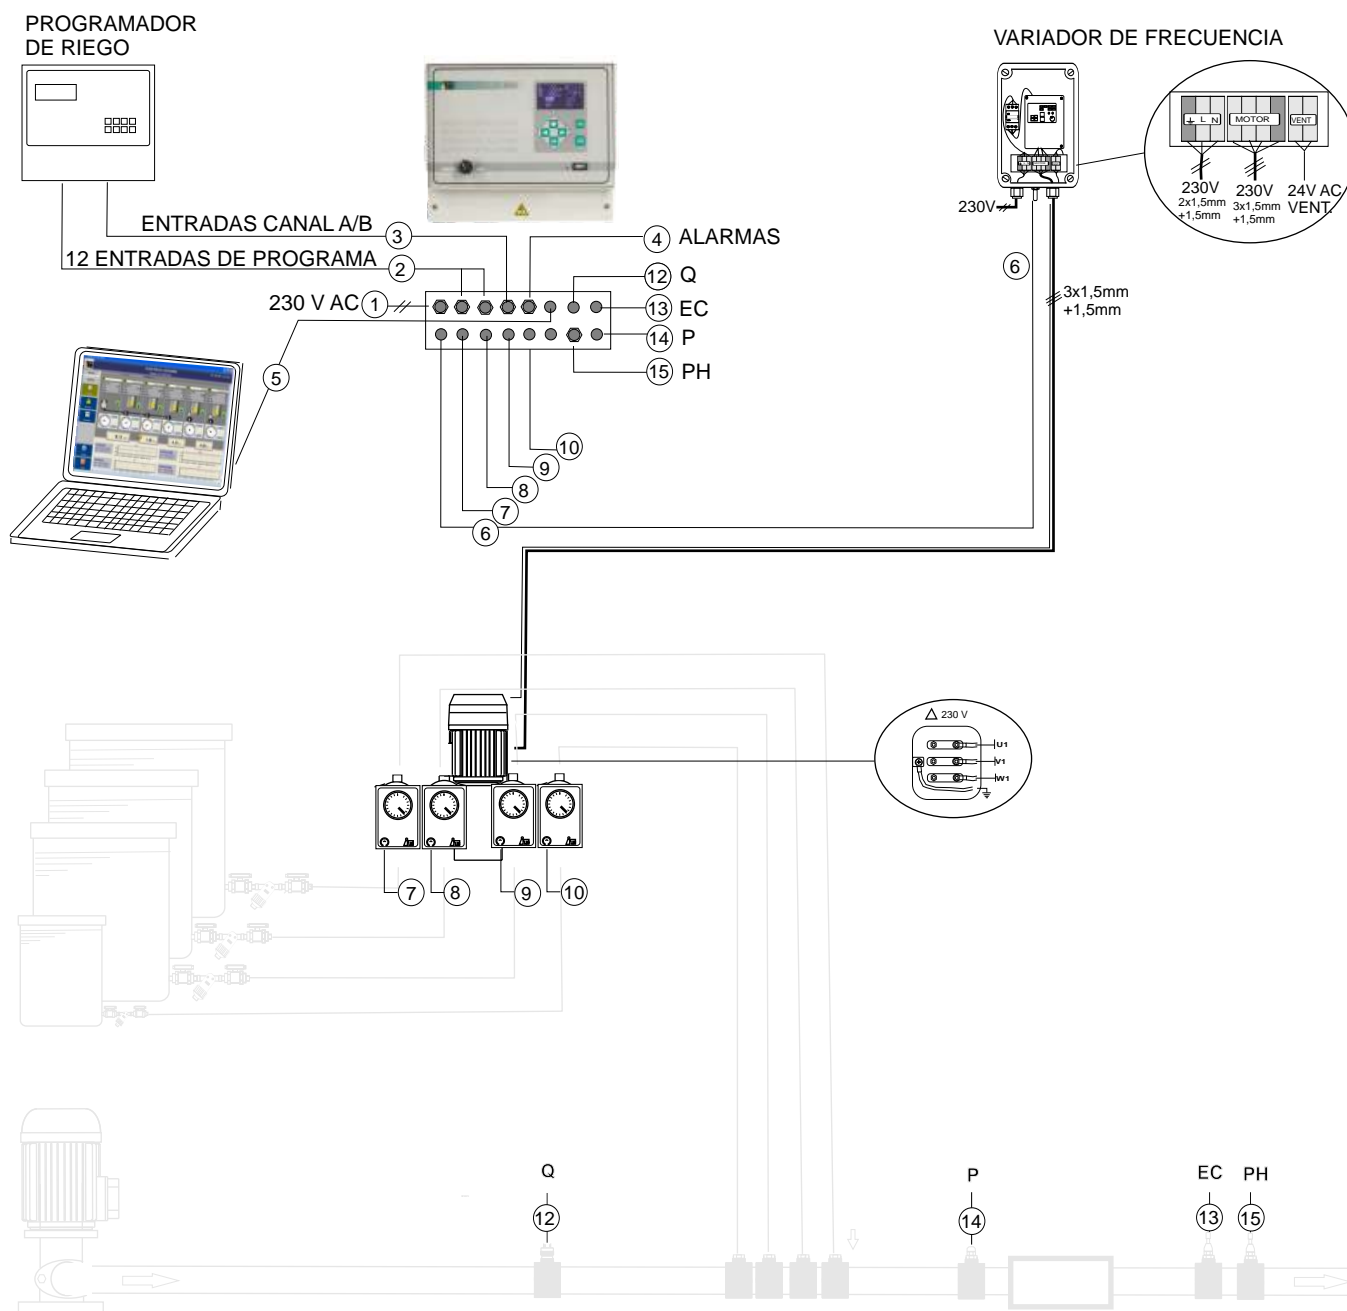 PROGRAMADOR
DE RIEGO
VARIADOR DE FRECUENCIA
L N
MOTOR
VENT
230V
2x1,5mm
+1,5mm
230V
3x1,5mm
+1,5mm
24V AC
VENT.
230V
ENTRADAS CANAL A/B
3
4
ALARMAS
12 ENTRADAS DE PROGRAMA
2
12
Q
6
230 V AC
1
13
EC
3x1,5mm
+1,5mm
14
P
15
PH
5
10
9
8
7
6
230 V
U1
V1
W1
7
8
9
10
Q
12
P
14
EC
13
PH
15